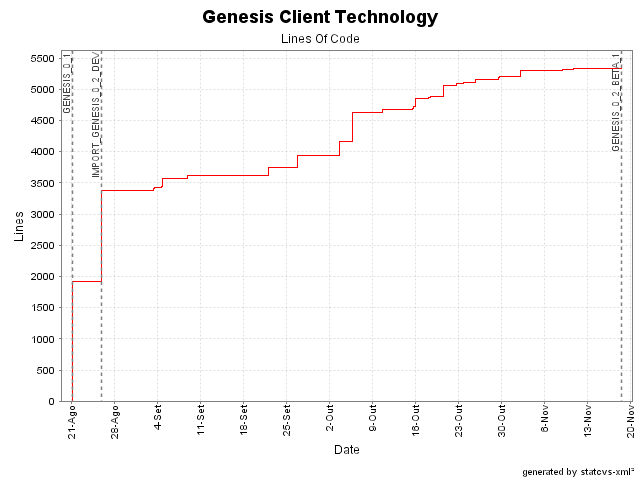 Genesis Client Technology
Lines Of Code
Lines
5500
5000
4500
4000
3500
3000
2500
2000
1500
1000
500
0
GENESIS_0_1
IMPORT_GENESIS_0_2_DEV
GENESIS_0_2_BETA_1
21-Ago
28-Ago
4-Set
11-Set
18-Set
25-Set
2-Out
9-Out
16-Out
23-Out
30-Out
6-Nov
13-Nov
20-Nov
Date
generated by statcvs-xml²